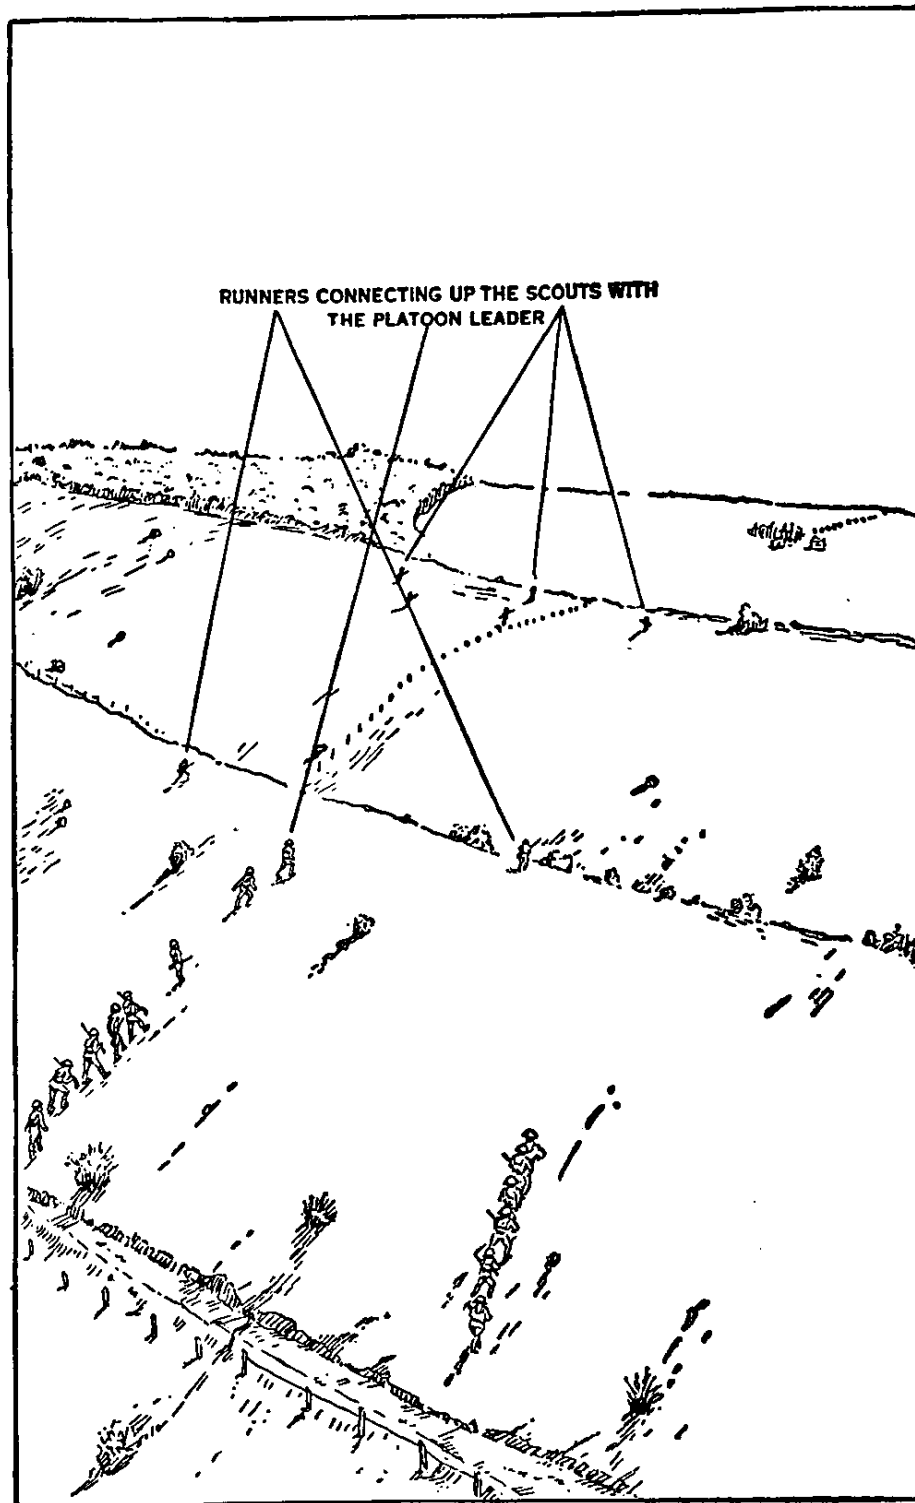 RUNNERS CONNECTING UP THE SCOUTS WITH
THE PLATOON LEADER